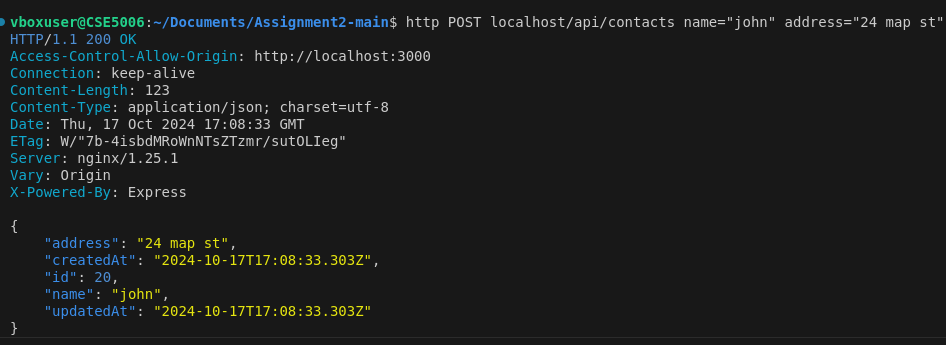 vboxuser@CSE5006:~/Documents/Assignment2-main$ http POST localhost/api/contacts name="john" address="24 map st"
HTTP/1.1 200 OK
Access-Control-Allow-Origin: http://localhost:3000
Connection: keep-alive
Content-Length: 123
Content-Type: application/json; charset=utf-8
Date: Thu, 17 Oct 2024 17:08:33 GMT
ETag: W/"7b-4isbdMRoWnNTsZTzmr/sutOLIeg"
Server: nginx/1.25.1
Vary: Origin
X-Powered-By: Express

{
    "address": "24 map st",
    "createdAt": "2024-10-17T17:08:33.303Z",
    "id": 20,
    "name": "john",
    "updatedAt": "2024-10-17T17:08:33.303Z"
}